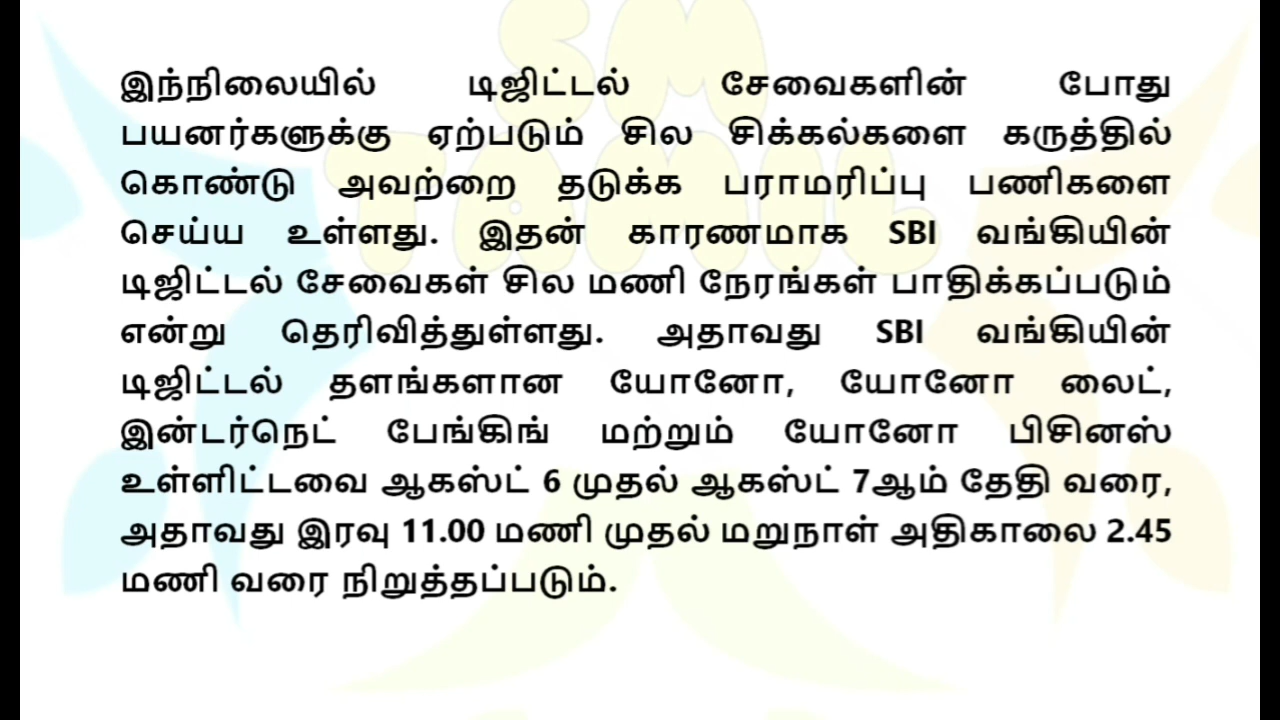 SM
TAMIL
இந்நிலையில் டிஜிட்டல் சேவைகளின் போது
பயனர்களுக்கு ஏற்படும் சில சிக்கல்களை கருத்தில்
கொண்டு அவற்றை தடுக்க பராமரிப்பு பணிகளை
செய்ய உள்ளது. இதன் காரணமாக SBI வங்கியின்
டிஜிட்டல் சேவைகள் சில மணி நேரங்கள் பாதிக்கப்படும்
என்று தெரிவித்துள்ளது. அதாவது SBI வங்கியின்
டிஜிட்டல் தளங்களான யோனோ, யோனோ லைட்,
இன்டர்நெட் பேங்கிங் மற்றும் யோனோ பிசினஸ்
உள்ளிட்டவை ஆகஸ்ட் 6 முதல் ஆகஸ்ட் 7ஆம் தேதி வரை,
அதாவது இரவு 11.00 மணி முதல் மறுநாள் அதிகாலை 2.45
மணி வரை நிறுத்தப்படும்.